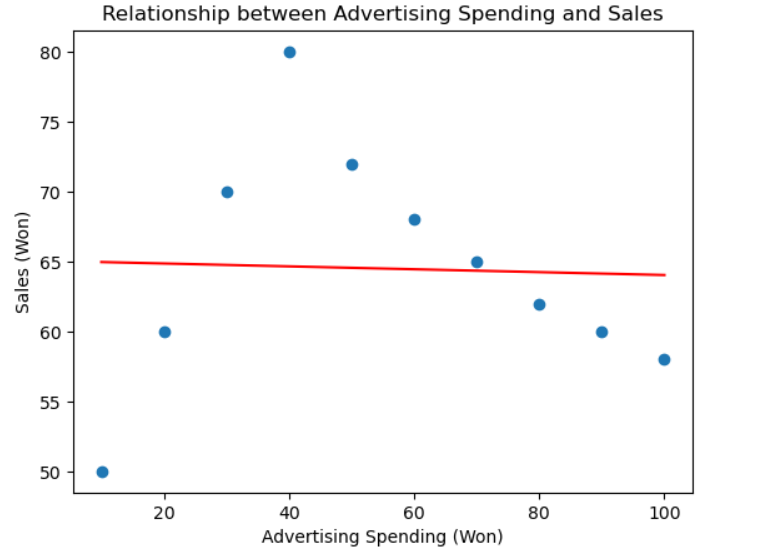 Relationship between Advertising Spending and Sales
80
75
70
65
60
55
50
Sales (Won)
20 40 60 80 100
Advertising Spending (Won)